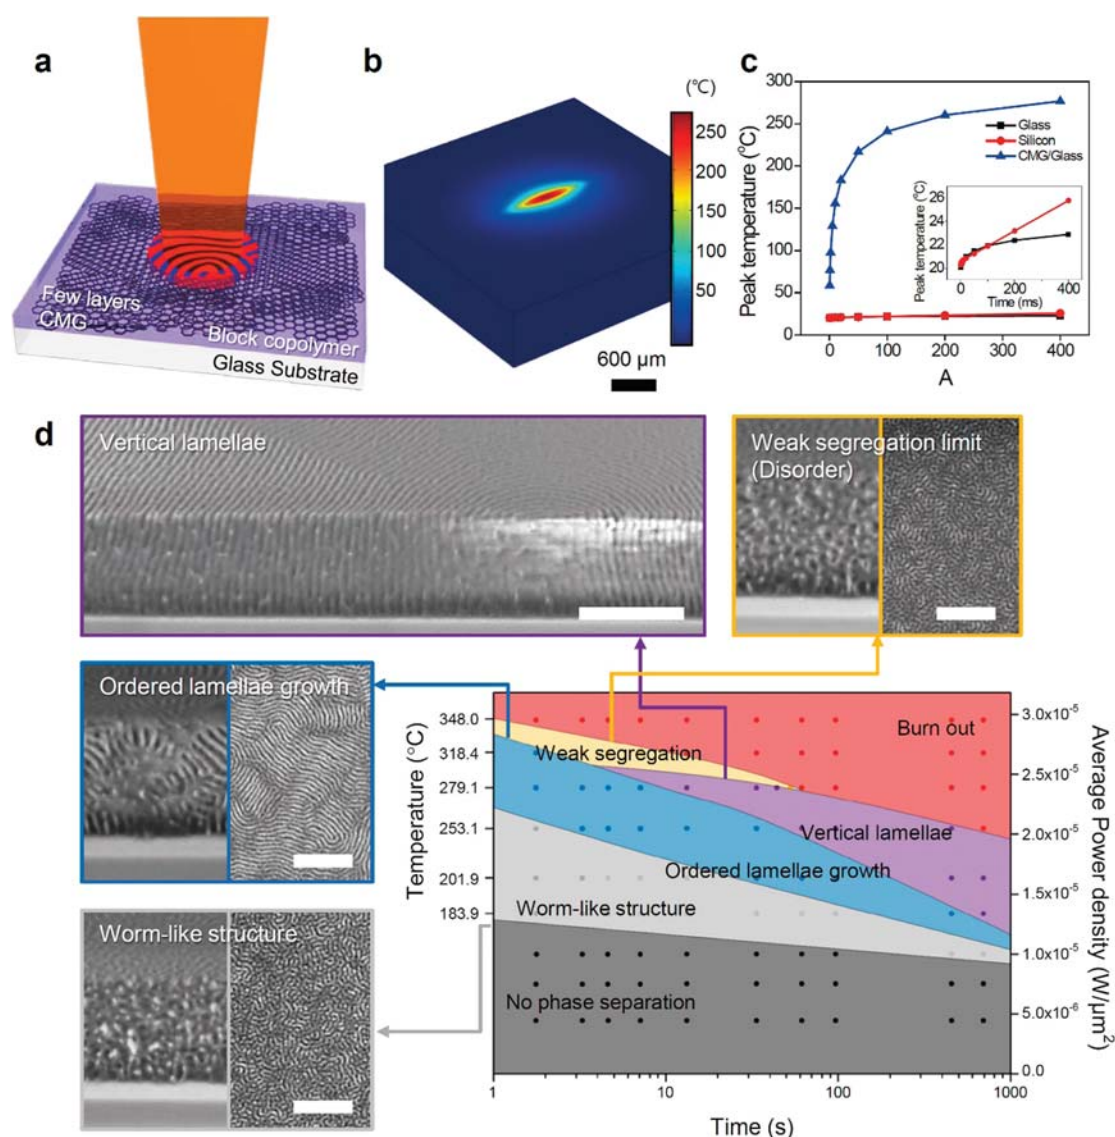 a
Few layers
CMG
Block copolymer
Glass Substrate
b
(℃)
250
200
150
100
50
600 µm
c
Peak temperature (°C)
300
250
200
150
100
50
0
0
100
200
300
400
A
Glass
Silicon
CMG/Glass
Peak temperature (°C)
26
24
22
20
0
200
400
Time (ms)
d
Vertical lamellae
Weak segregation limit
(Disorder)
Ordered lamellae growth
Worm-like structure
Temperature (°C)
348.0
318.4
279.1
253.1
201.9
183.9
Burn out
Weak segregation
Vertical lamellae
Ordered lamellae growth
Worm-like structure
No phase separation
3.0x10⁻⁵
2.5x10⁻⁵
2.0x10⁻⁵
1.5x10⁻⁵
1.0x10⁻⁵
5.0x10⁻⁶
0.0
Average Power density (W/µm²)
1
10
100
1000
Time (s)